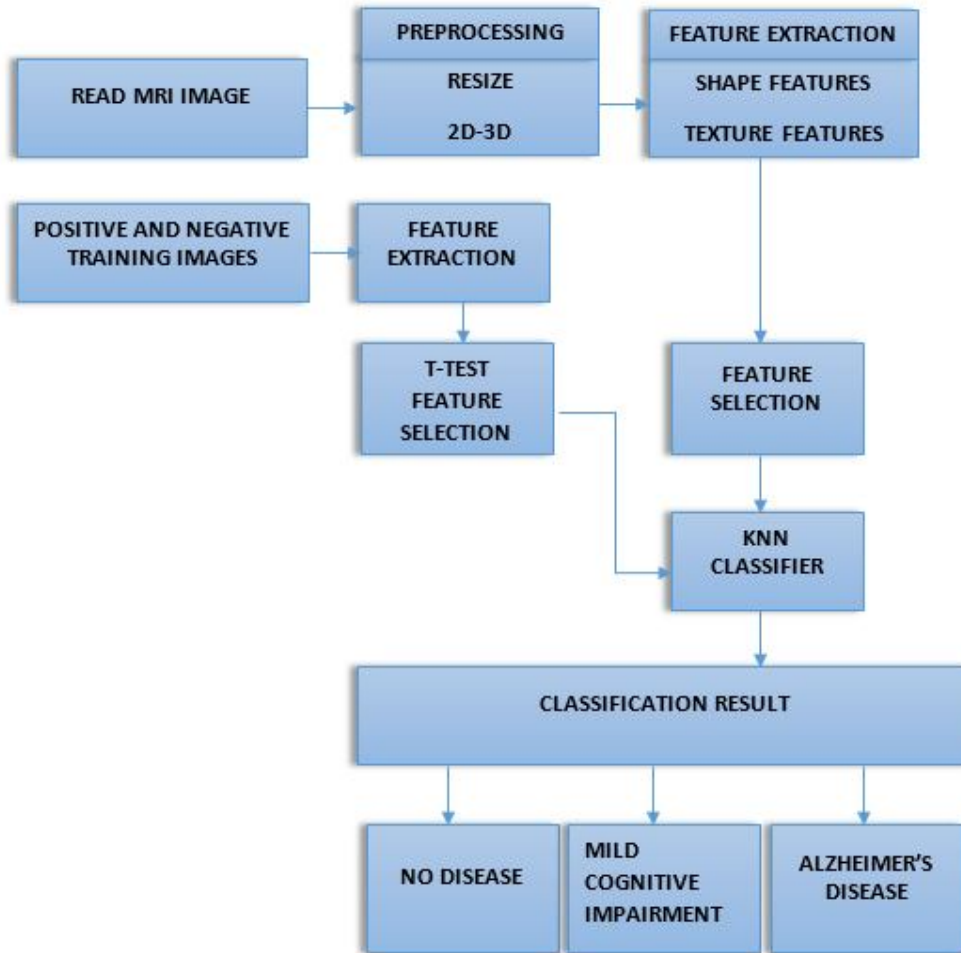 READ MRI IMAGE
PREPROCESSING
RESIZE
2D-3D
FEATURE EXTRACTION
SHAPE FEATURES
TEXTURE FEATURES
POSITIVE AND NEGATIVE
TRAINING IMAGES
FEATURE
EXTRACTION
T-TEST
FEATURE
SELECTION
FEATURE
SELECTION
KNN
CLASSIFIER
CLASSIFICATION RESULT
NO DISEASE
MILD
COGNITIVE
IMPAIRMENT
ALZHEIMER’S
DISEASE